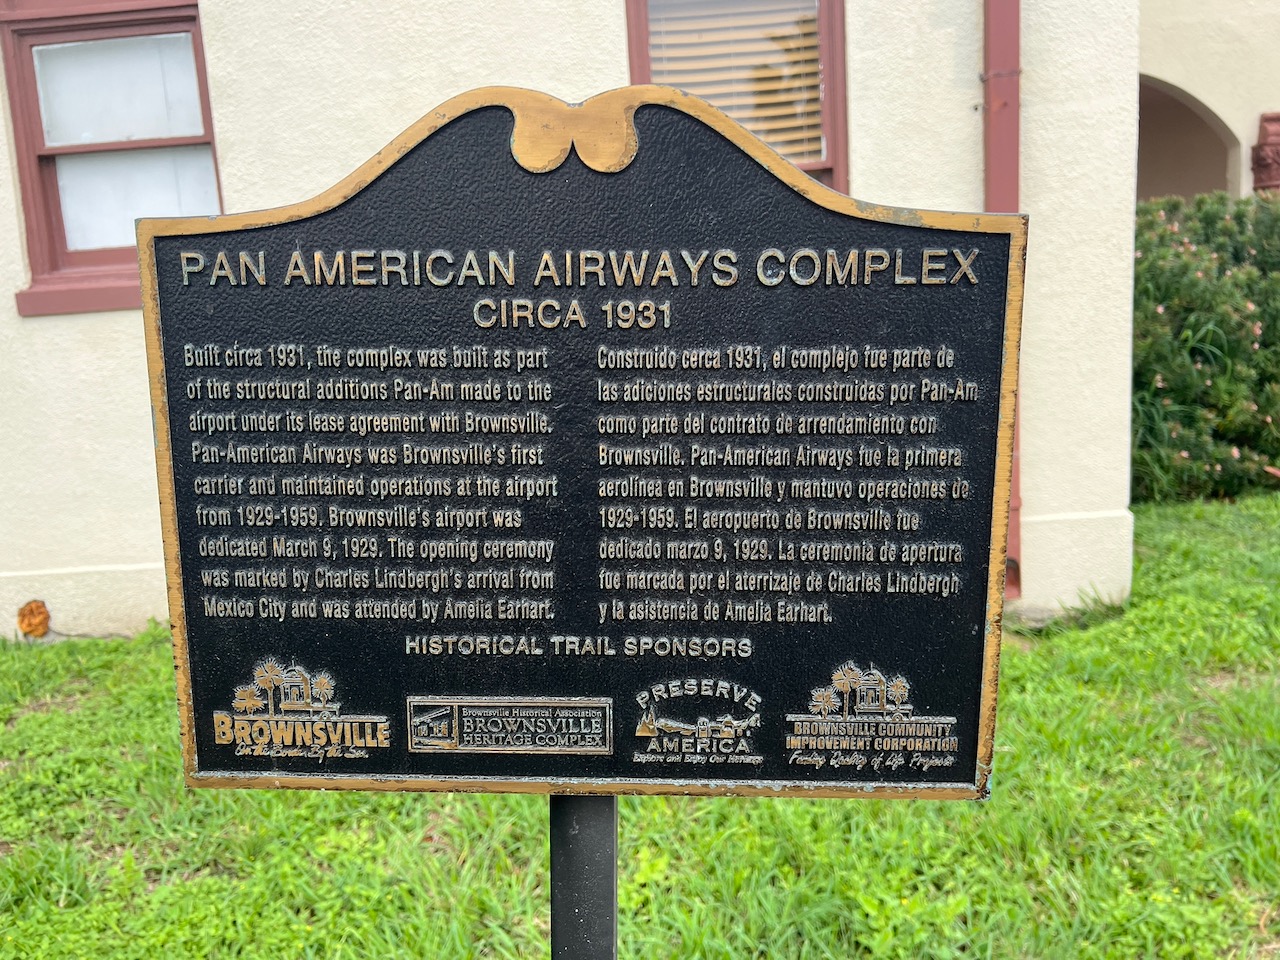 PAN AMERICAN AIRWAYS COMPLEX
CIRCA 1931
Built circa 1931, the complex was built as part
of the structural additions Pan-Am made to the
airport under its lease agreement with Brownsville.
Pan-American Airways was Brownsville's first
carrier and maintained operations at the airport
from 1929-1959. Brownsville's airport was
dedicated March 9, 1929. The opening ceremony
was marked by Charles Lindbergh's arrival from
Mexico City and was attended by Amelia Earhart.
Construido cerca 1931, el complejo fue parte de
las adiciones estructurales construidas por Pan-Am
como parte del contrato de arrendamiento con
Brownsville. Pan-American Airways fue la primera
aerolínea en Brownsville y mantuvo operaciones de
1929-1959. El aeropuerto de Brownsville fue
dedicado marzo 9, 1929. La ceremonia de apertura
fue marcada por el aterrizaje de Charles Lindbergh
y la asistencia de Amelia Earhart.
HISTORICAL TRAIL SPONSORS
BROWNSVILLE
On the Border By the Sea
Brownsville Historical Association
BROWNSVILLE
HERITAGE COMPLEX
PRESERVE
AMERICA
Explore and Enjoy Our Heritage
BROWNSVILLE COMMUNITY
IMPROVEMENT CORPORATION
Funding Quality of Life Projects